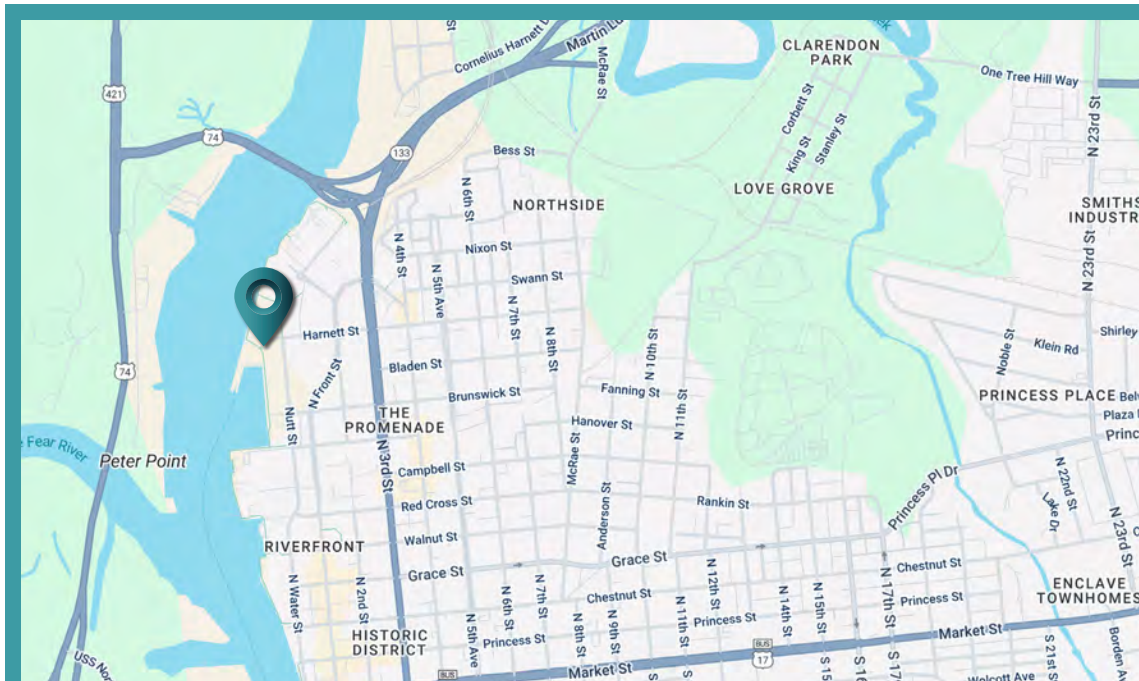 CLARENDON
PARK
Cornelius Harnett
McRae St
One Tree Hill Way
421
74
133
Corbett St
King St
Stanley St
N 23rd St
Bess St
N 6th St
NORTHSIDE
LOVE GROVE
N 4th St
Nixon St
N 5th Ave
Swann St
N 7th St
N 23rd St
Harnett St
N 8th St
N 10th St
Noble St
Shirley
Klein Rd
Bladen St
74
N Front St
Brunswick St
Fanning St
PRINCESS PLACE
THE
PROMENADE
Nutt St
N 11th St
Hanover St
Plaza
Fear River
Peter Point
N 3rd St
McRae St
Campbell St
Princess Pl Dr
N 22nd St
Lake Dr
Red Cross St
Rankin St
Anderson St
N 23rd St
RIVERFRONT
Walnut St
Grace St
Grace St
Chestnut St
N 12th St
ENCLAVE
TOWNHOMES
N Water St
N 2nd St
Chestnut St
N 6th St
N 7th St
N 14th St
N 15th St
N 17th St
Princess St
HISTORIC
DISTRICT
N 5th Ave
Princess St
N 8th St
N 9th St
N 11th St
Princess St
Market St
BUS
17
BUS
Market St
S 15
S 16
S 17
S 21st St
Borden Av
Wolcott Ave
USS Nor